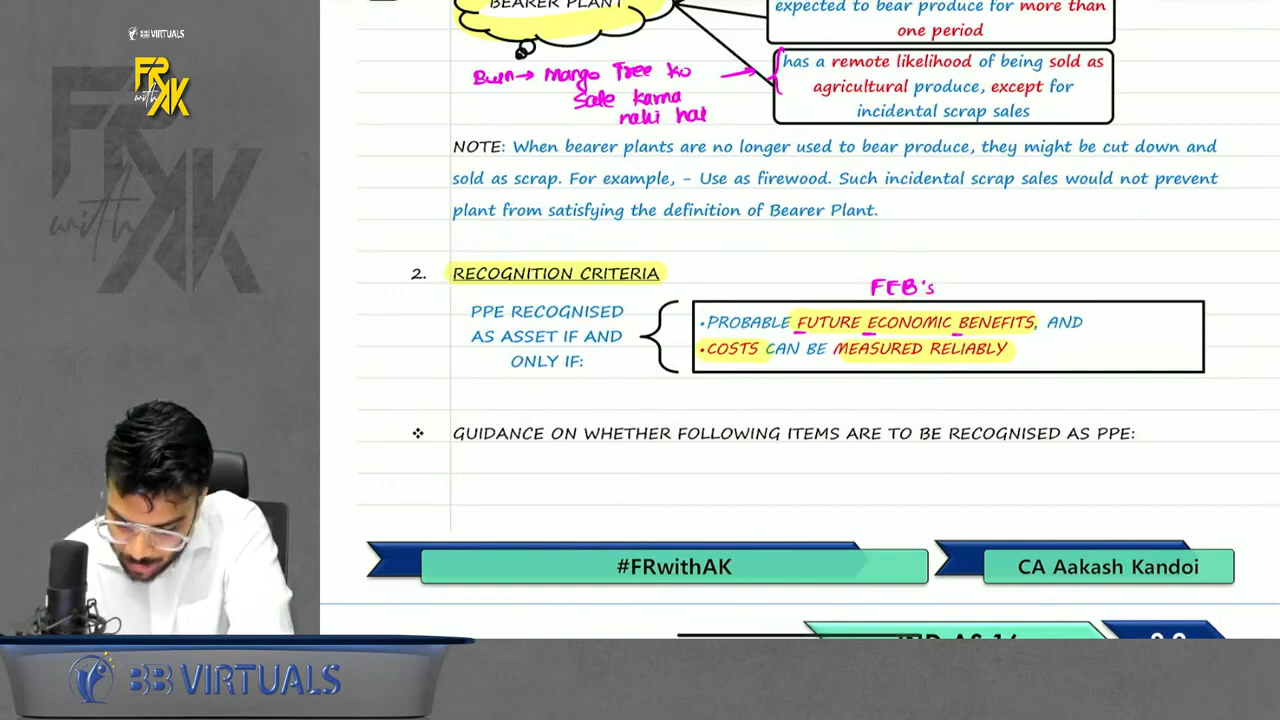 BB VIRTUALS
FR
with
AK
FR
with
AK
BEARER PLANT
expected to bear produce for more than
one period
has a remote likelihood of being sold as
agricultural produce, except for
incidental scrap sales
Mango Tree ko
Sale karna
nahi hai
NOTE: When bearer plants are no longer used to bear produce, they might be cut down and
sold as scrap. For example, - Use as firewood. Such incidental scrap sales would not prevent
plant from satisfying the definition of Bearer Plant.
2. RECOGNITION CRITERIA
FEB's
PPE RECOGNISED
AS ASSET IF AND
ONLY IF:
•PROBABLE FUTURE ECONOMIC BENEFITS, AND
•COSTS CAN BE MEASURED RELIABLY
❖ GUIDANCE ON WHETHER FOLLOWING ITEMS ARE TO BE RECOGNISED AS PPE:
#FRwithAK
CA Aakash Kandoi
BB VIRTUALS